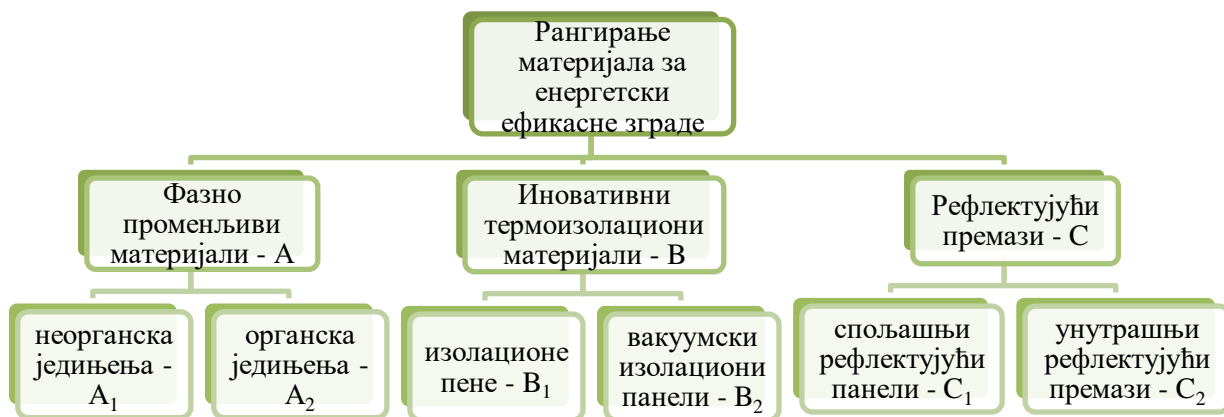 Рангирање
материјала за
енергетски
ефикасне зграде
Фазно
променљиви
материјали - A
Иновативни
термоизолациони
материјали - B
Рефлектујући
премази - C
неорганска
једињења -
A₁
органска
једињења -
A₂
изолационе
пене - B₁
вакуумски
изолациони
панели - B₂
спољашњи
рефлектујући
панели - C₁
унутрашњи
рефлектујући
премази - C₂